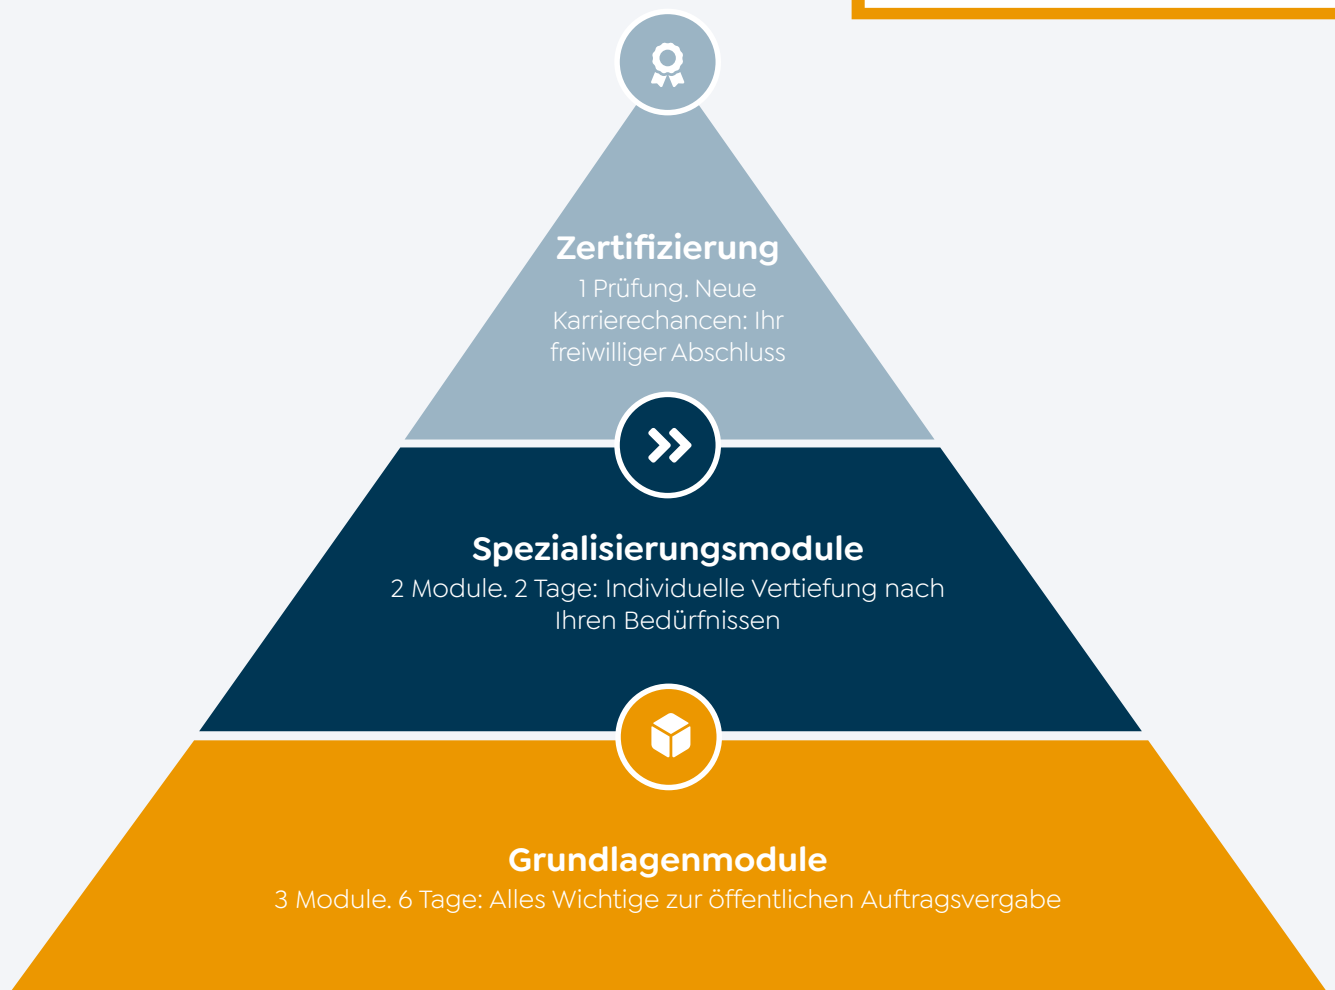 Zertifizierung
1 Prüfung. Neue
Karrierechancen: Ihr
freiwilliger Abschluss
Spezialisierungsmodule
2 Module. 2 Tage: Individuelle Vertiefung nach
Ihren Bedürfnissen
Grundlagenmodule
3 Module. 6 Tage: Alles Wichtige zur öffentlichen Auftragsvergabe